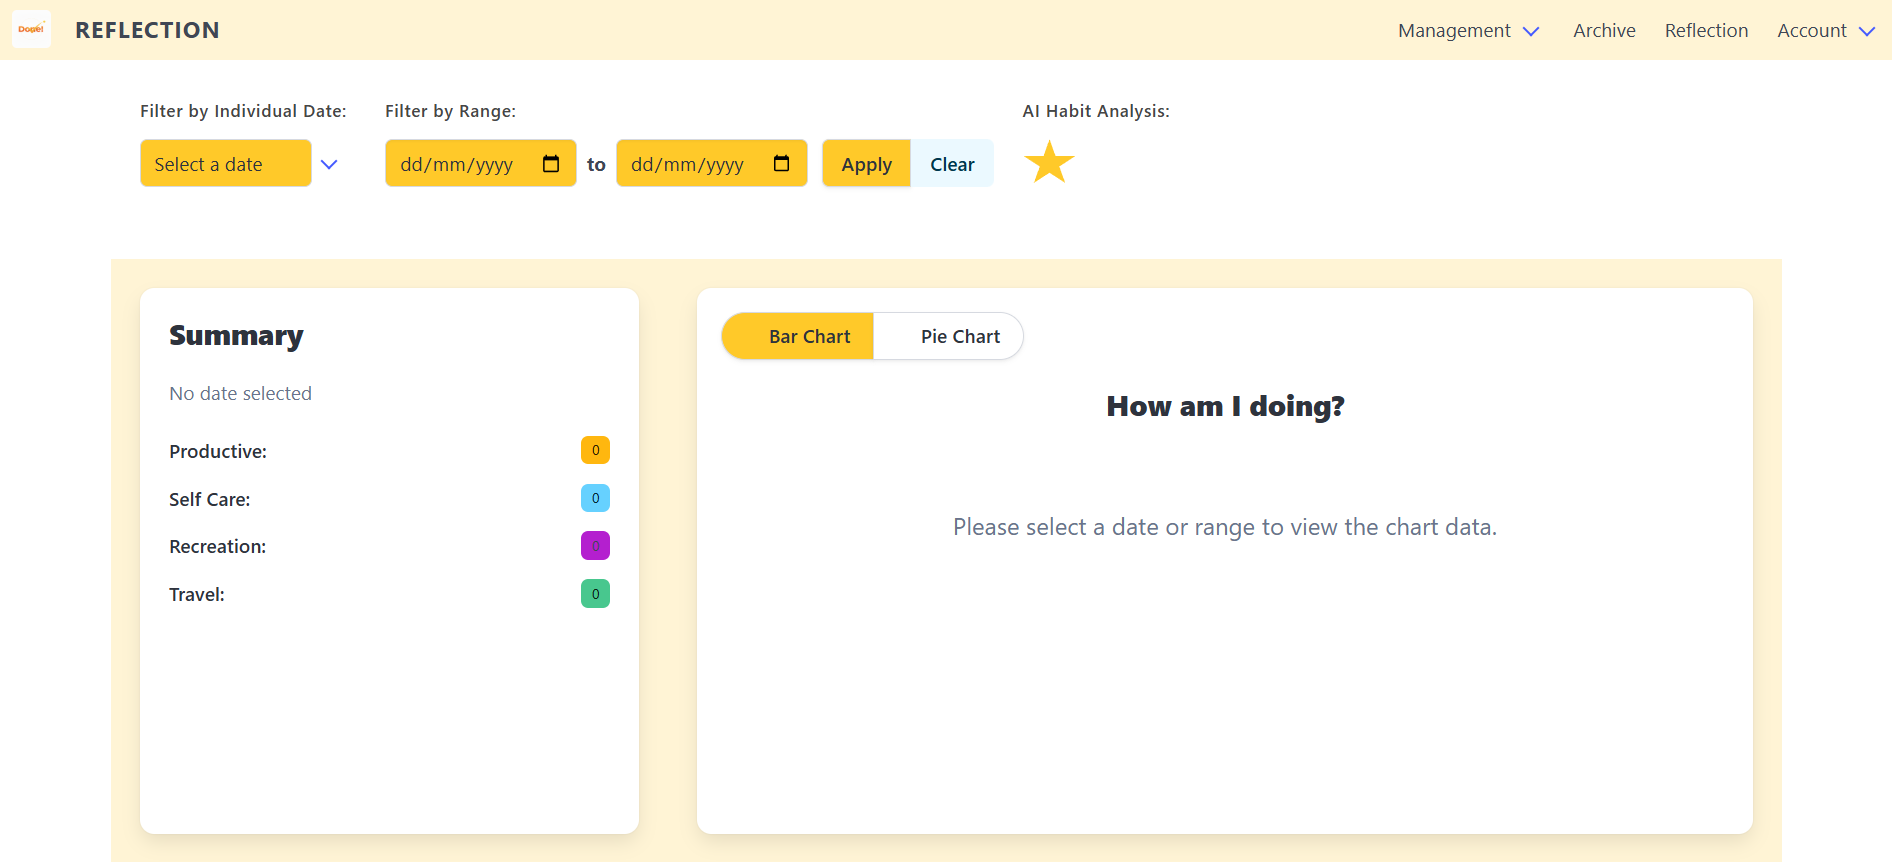 Done!
REFLECTION
Management
Archive
Reflection
Account
Filter by Individual Date:
Filter by Range:
AI Habit Analysis:
Select a date
dd/mm/yyyy
to
dd/mm/yyyy
Apply
Clear
Summary
No date selected
Productive: 0
Self Care: 0
Recreation: 0
Travel: 0
Bar Chart
Pie Chart
How am I doing?
Please select a date or range to view the chart data.